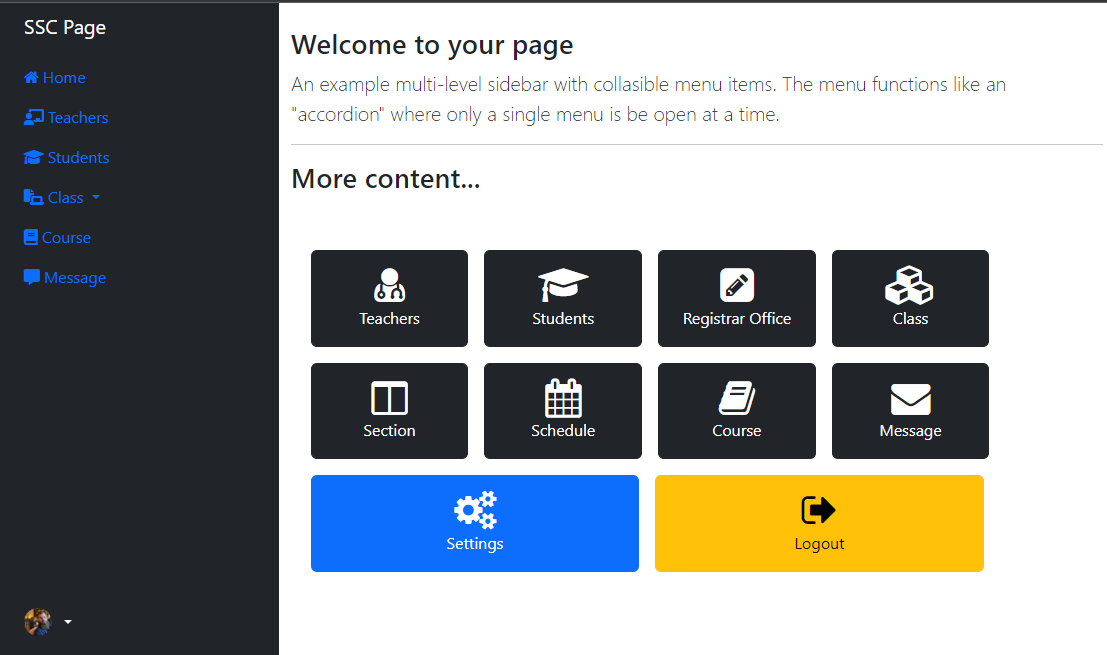 SSC Page
Home
Teachers
Students
Class
Course
Message
Welcome to your page
An example multi-level sidebar with collasible menu items. The menu functions like an
"accordion" where only a single menu is be open at a time.
More content...
Teachers
Students
Registrar Office
Class
Section
Schedule
Course
Message
Settings
Logout